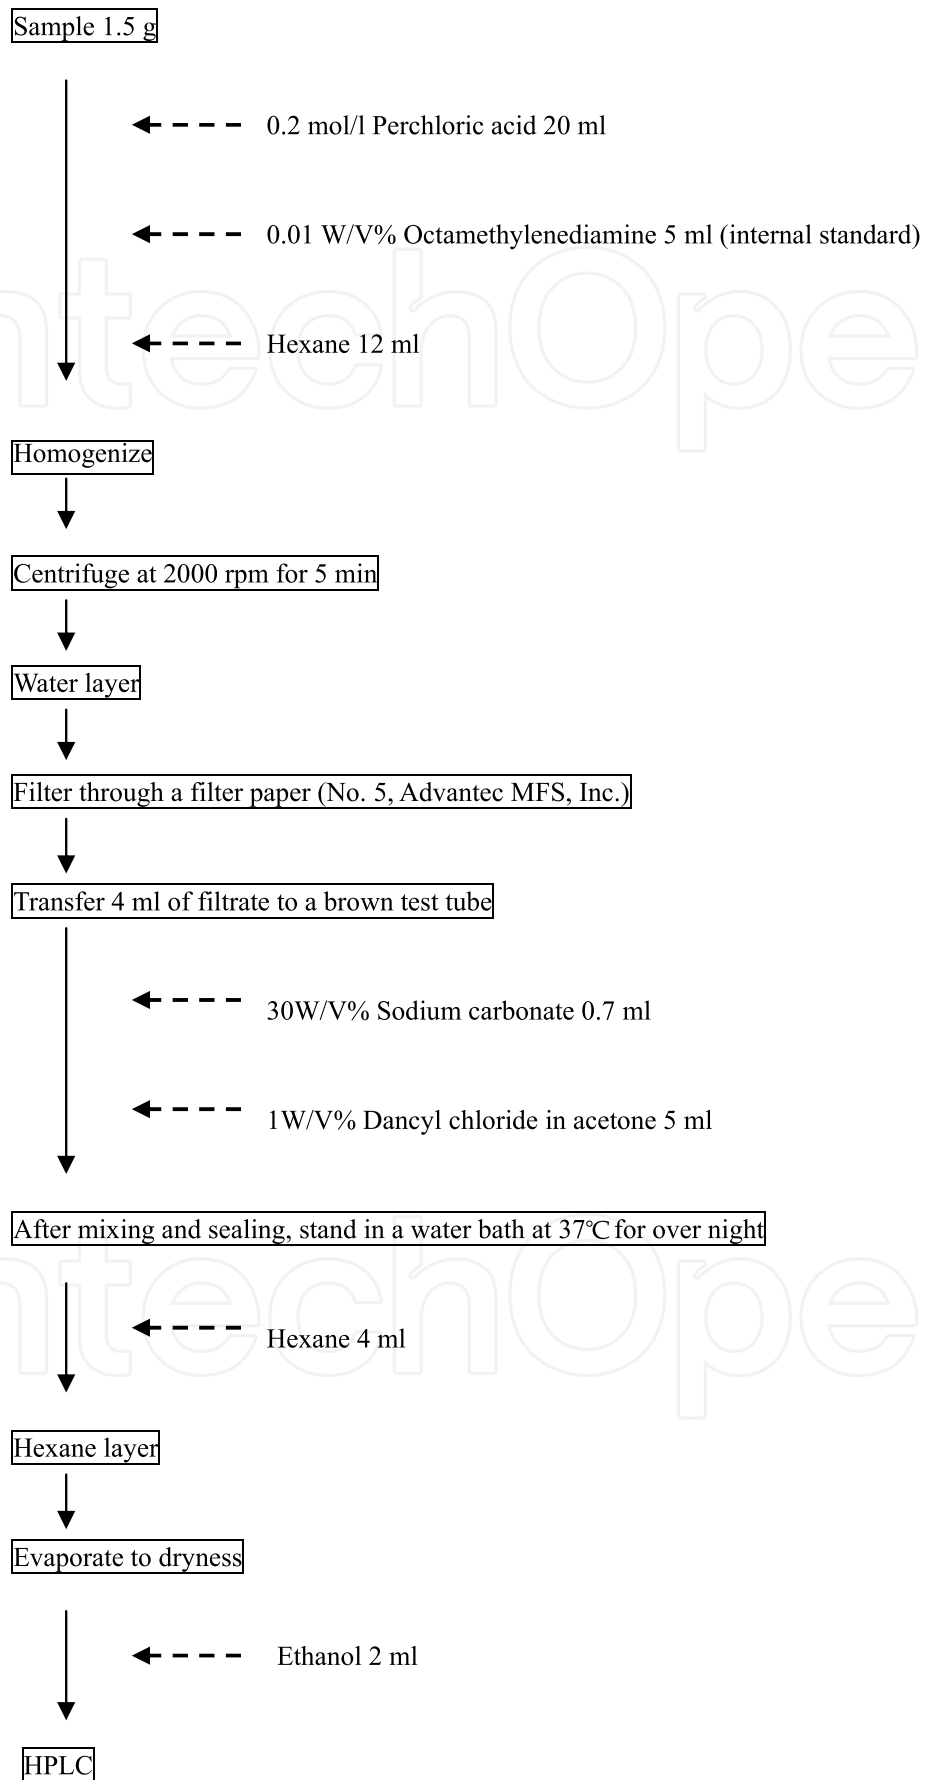 Sample 1.5 g
0.2 mol/l Perchloric acid 20 ml
0.01 W/V% Octamethylenediamine 5 ml (internal standard)
Hexane 12 ml
Homogenize
Centrifuge at 2000 rpm for 5 min
Water layer
Filter through a filter paper (No. 5, Advantec MFS, Inc.)
Transfer 4 ml of filtrate to a brown test tube
30W/V% Sodium carbonate 0.7 ml
1W/V% Dancyl chloride in acetone 5 ml
After mixing and sealing, stand in a water bath at 37℃ for over night
Hexane 4 ml
Hexane layer
Evaporate to dryness
Ethanol 2 ml
HPLC
ntechOpe
ntechOpe